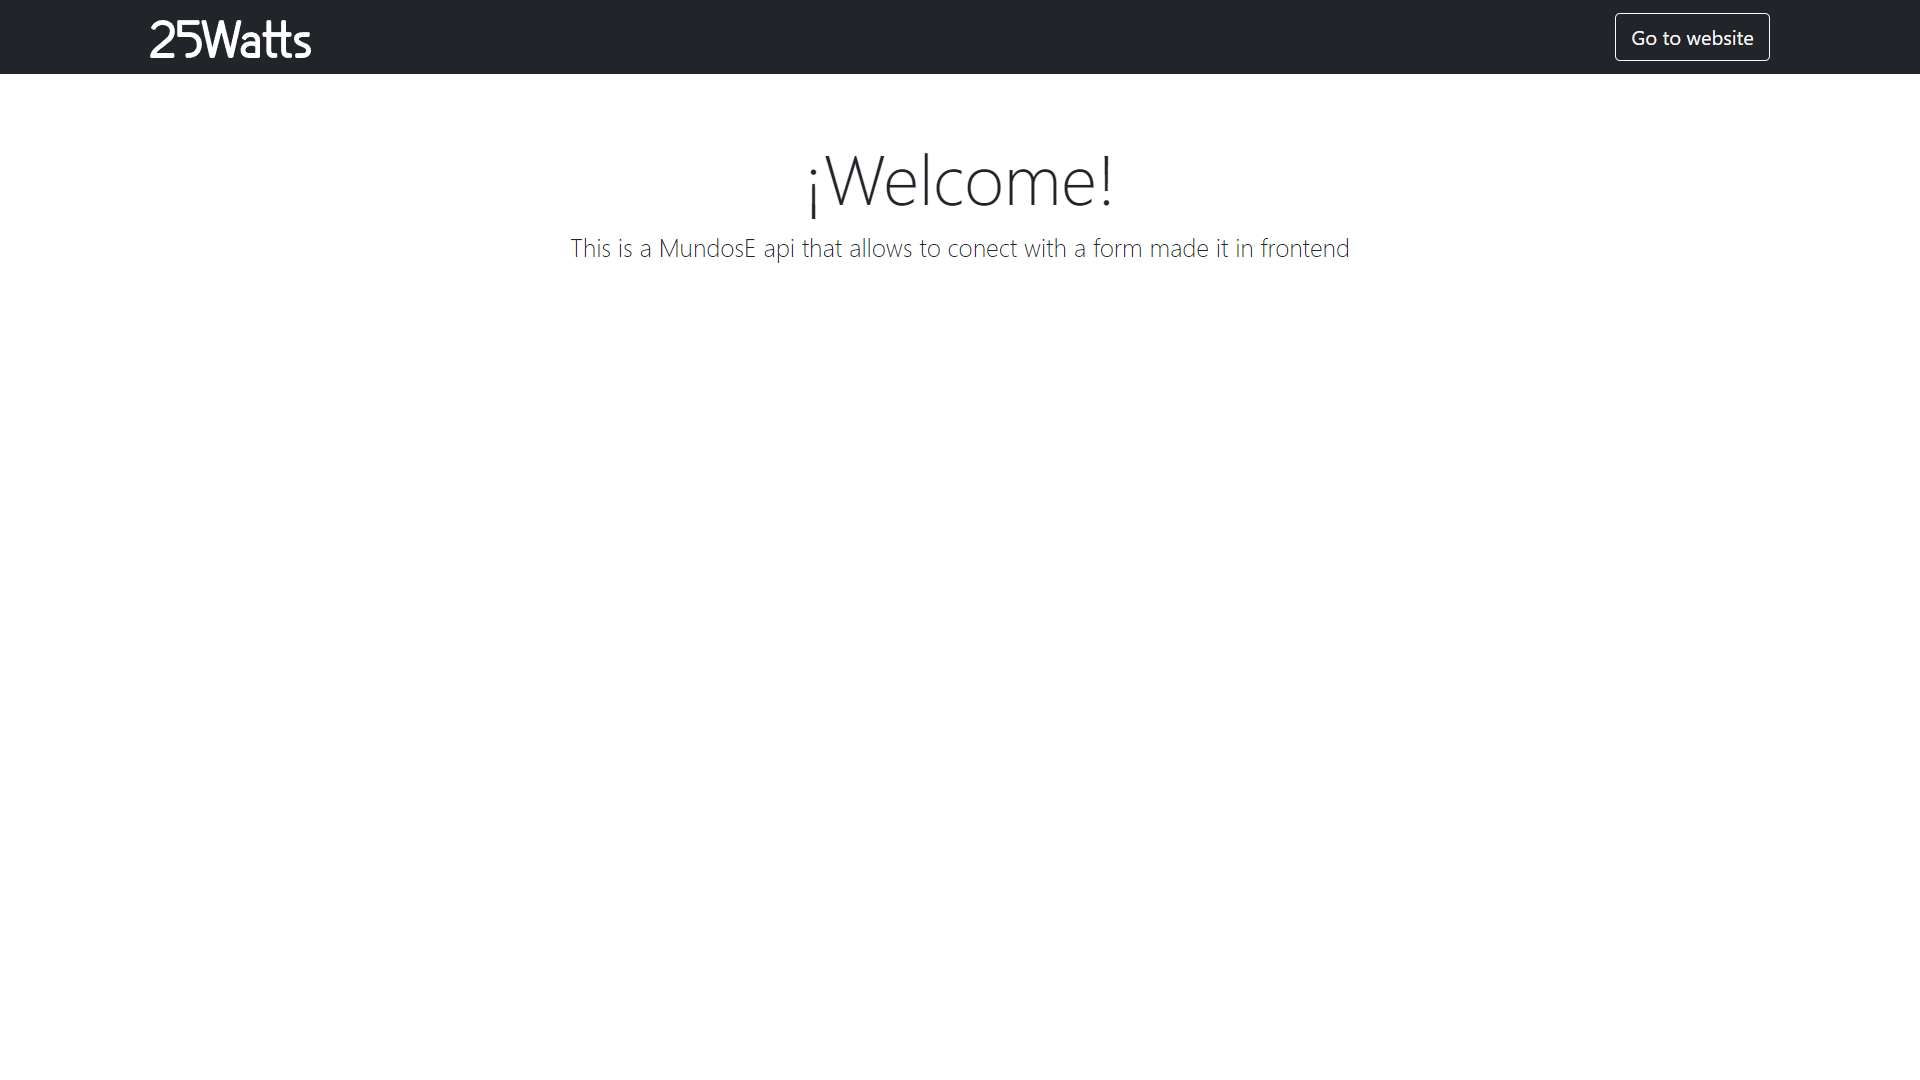 25Watts
Go to website
¡Welcome!
This is a MundosE api that allows to conect with a form made it in frontend